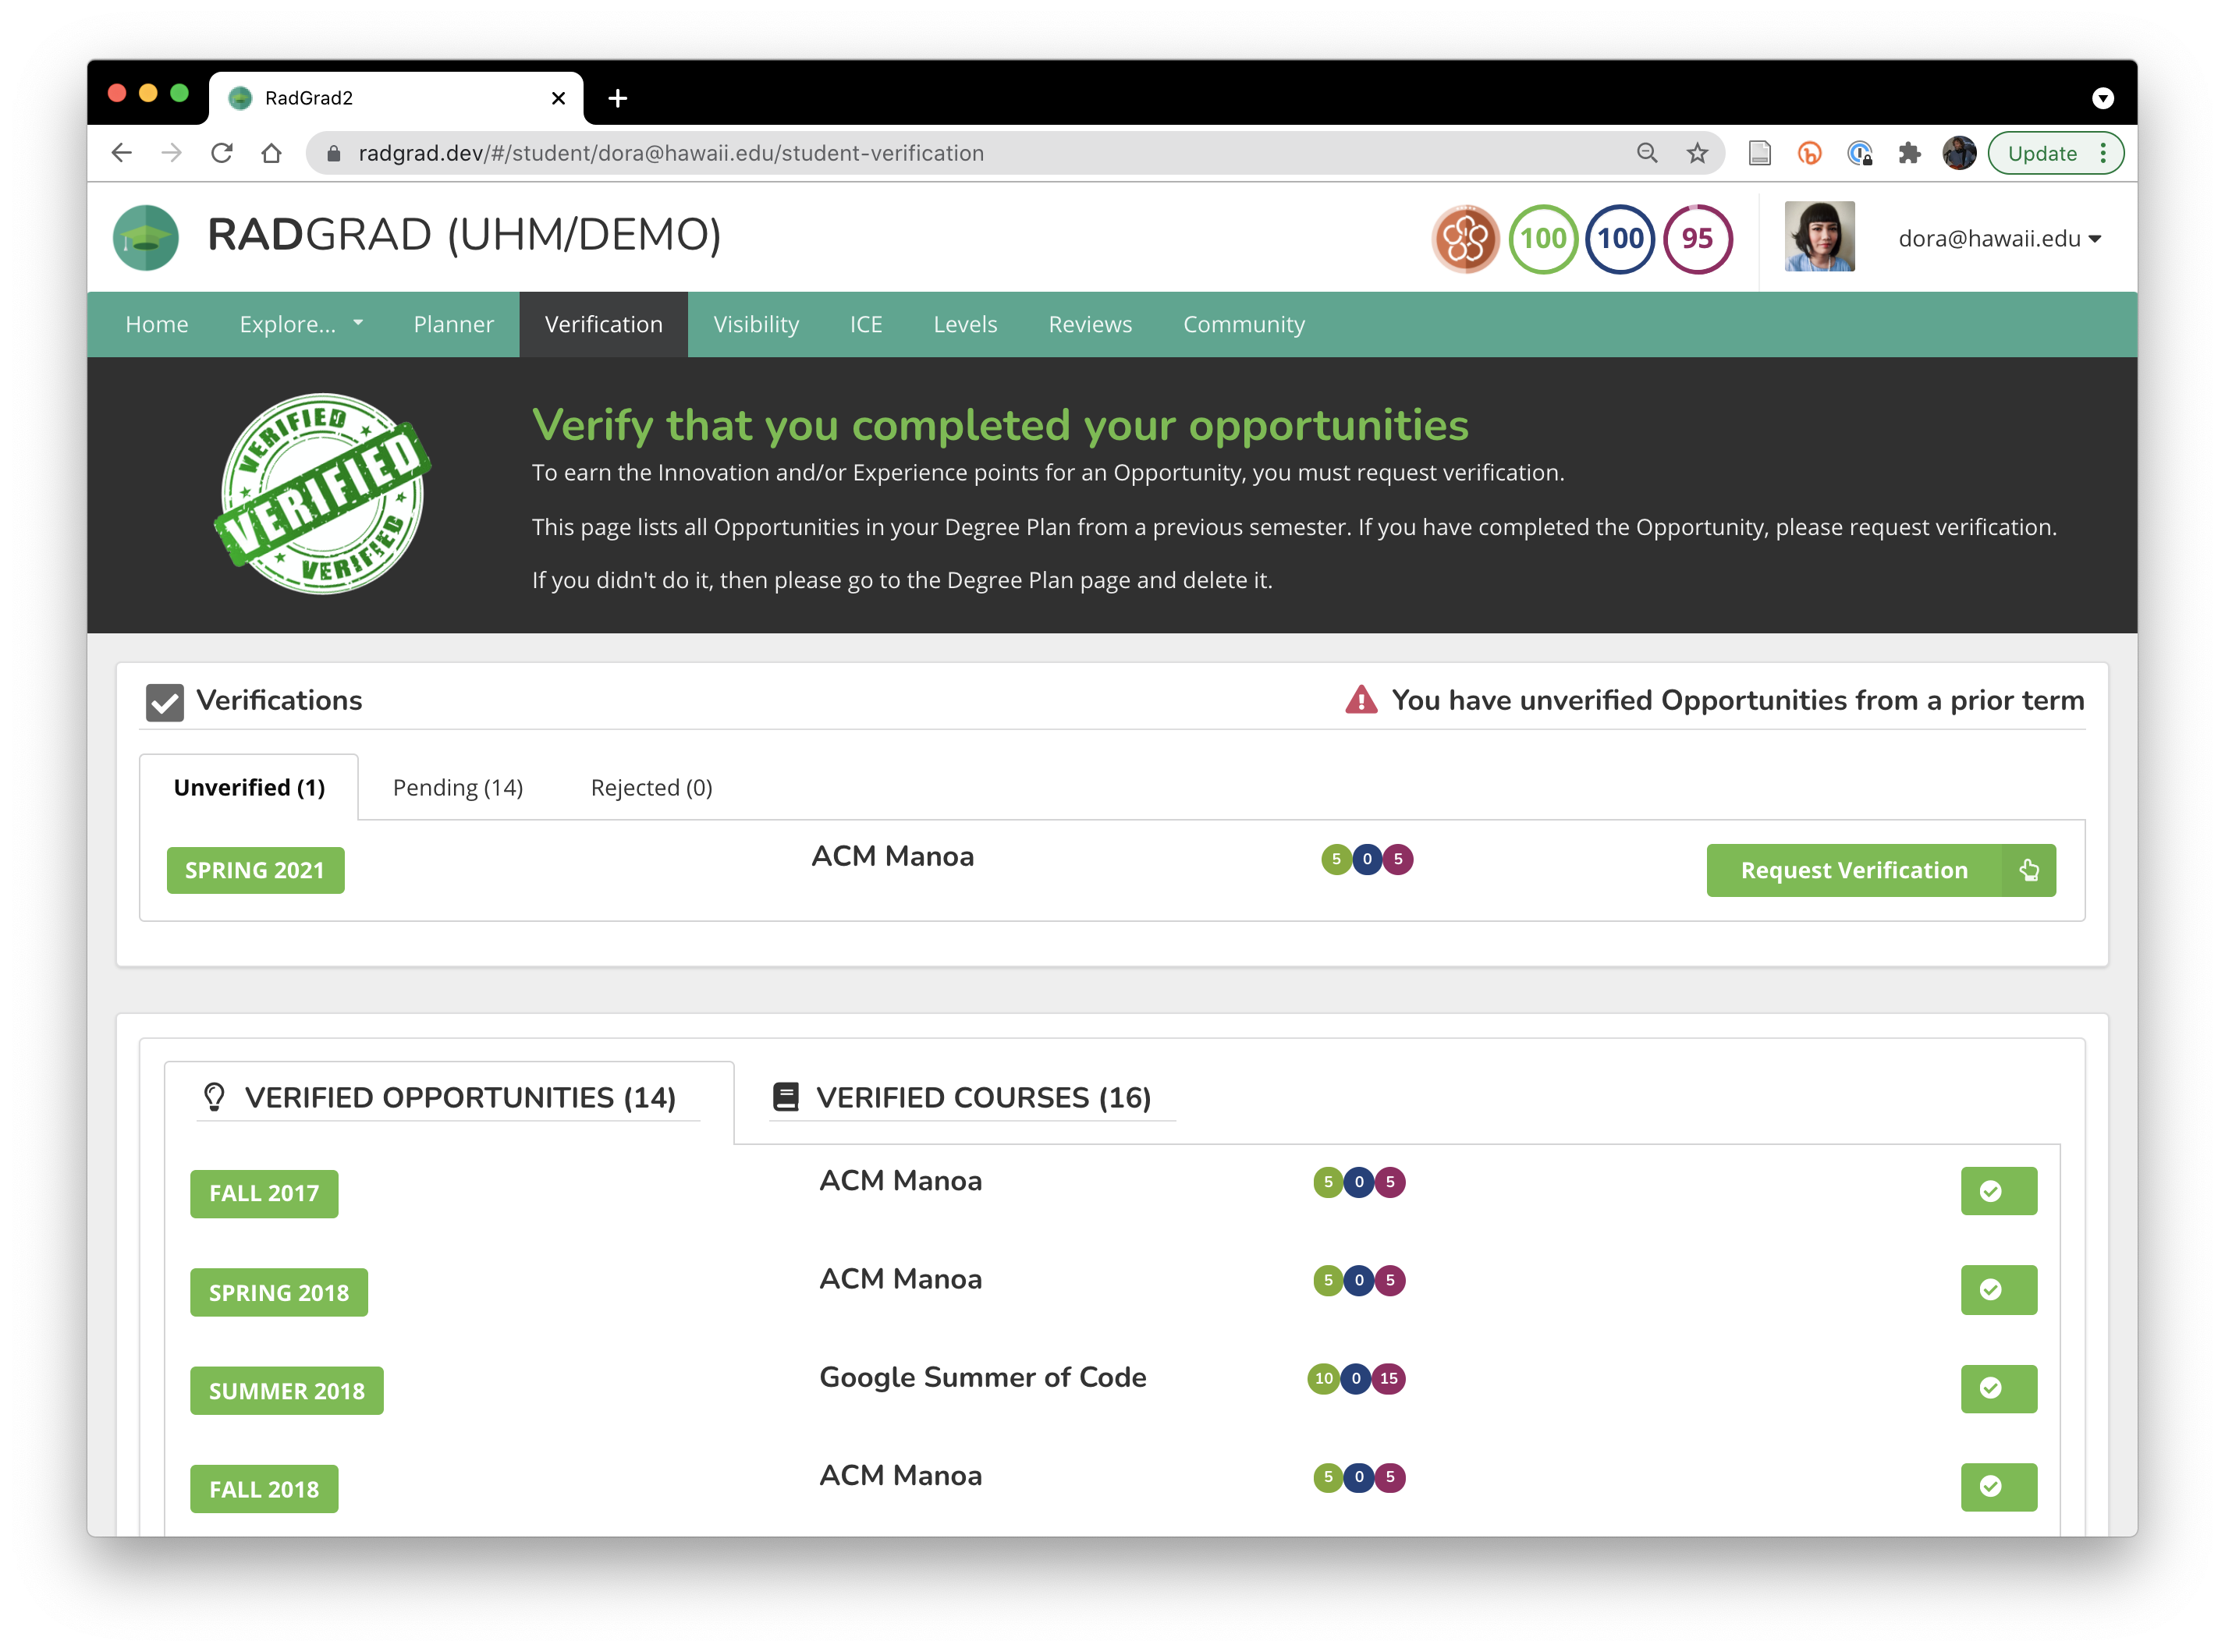 RadGrad2
radgrad.dev/#/student/dora@hawaii.edu/student-verification
Update
RADGRAD (UHM/DEMO)
100 100 95
dora@hawaii.edu
Home Explore... Planner Verification Visibility ICE Levels Reviews Community
VERIFIED
VERIFIED
VERIFIED
Verify that you completed your opportunities
To earn the Innovation and/or Experience points for an Opportunity, you must request verification.
This page lists all Opportunities in your Degree Plan from a previous semester. If you have completed the Opportunity, please request verification.
If you didn't do it, then please go to the Degree Plan page and delete it.
Verifications
You have unverified Opportunities from a prior term
Unverified (1) Pending (14) Rejected (0)
SPRING 2021 ACM Manoa 5 0 5 Request Verification
VERIFIED OPPORTUNITIES (14) VERIFIED COURSES (16)
FALL 2017 ACM Manoa 5 0 5
SPRING 2018 ACM Manoa 5 0 5
SUMMER 2018 Google Summer of Code 10 0 15
FALL 2018 ACM Manoa 5 0 5